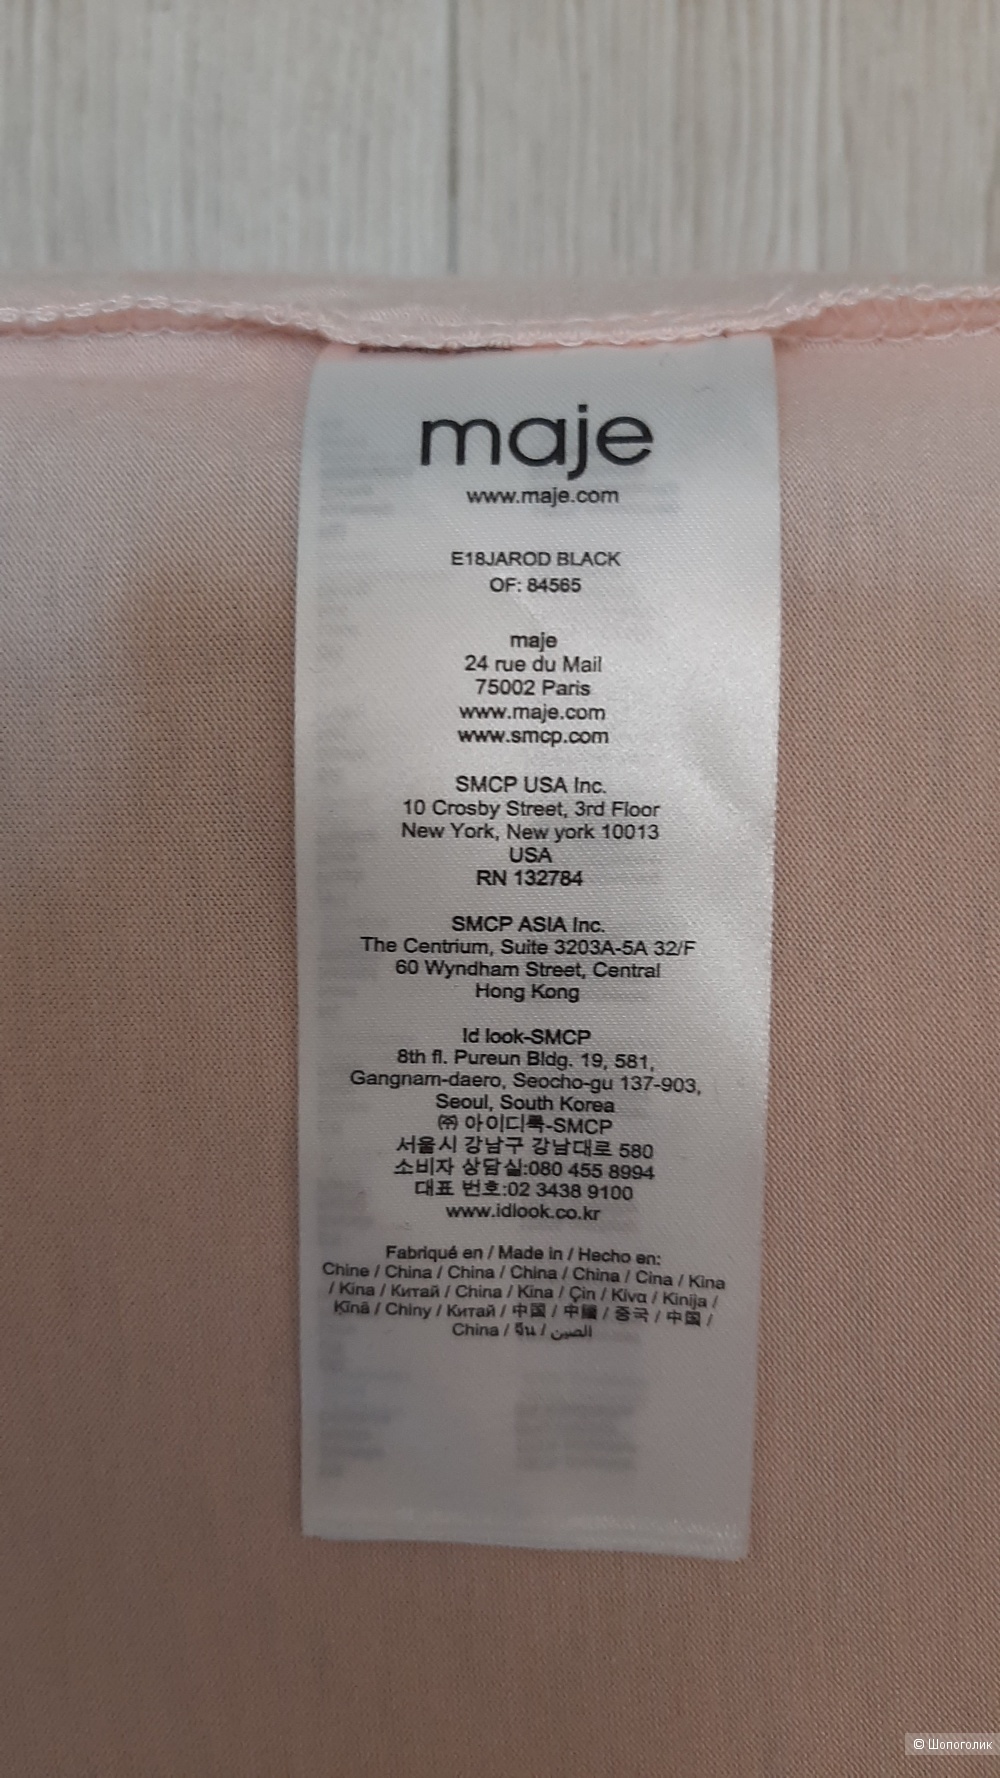 maje
www.maje.com
E18JAROD BLACK
OF: 84565
maje
24 rue du Mail
75002 Paris
www.maje.com
www.smcp.com
SMCP USA Inc.
10 Crosby Street, 3rd Floor
New York, New york 10013
USA
RN 132784
SMCP ASIA Inc.
The Centrium, Suite 3203A-5A 32/F
60 Wyndham Street, Central
Hong Kong
Id look-SMCP
8th fl. Pureun Bldg. 19, 581,
Gangnam-daero, Seocho-gu 137-903,
Seoul, South Korea
㈜ 아이디룩-SMCP
서울시 강남구 강남대로 580
소비자 상담실:080 455 8994
대표 번호:02 3438 9100
www.idlook.co.kr
Fabriqué en / Made in / Hecho en:
Chine / China / China / China / China / Cina / Kina
/ Kina / Китай / China / Kina / Çin / Κίνα / Kinija /
Ķīnā / Chiny / Китай / 中国 / 中國 / 중국 / 中国 /
China / จีน / الصين
© Шопоголик